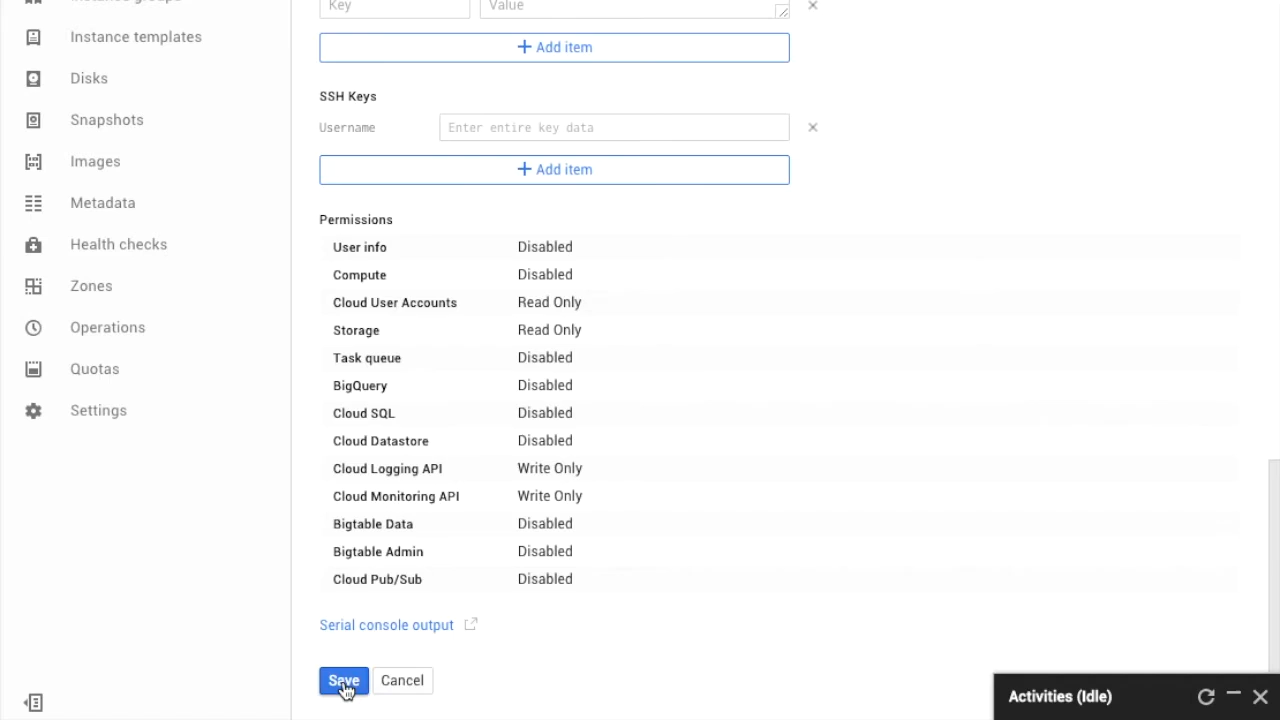 Instance groups
Instance templates
Disks
Snapshots
Images
Metadata
Health checks
Zones
Operations
Quotas
Settings
Key Value
Add item
SSH Keys
Username Enter entire key data
Add item
Permissions
User info Disabled
Compute Disabled
Cloud User Accounts Read Only
Storage Read Only
Task queue Disabled
BigQuery Disabled
Cloud SQL Disabled
Cloud Datastore Disabled
Cloud Logging API Write Only
Cloud Monitoring API Write Only
Bigtable Data Disabled
Bigtable Admin Disabled
Cloud Pub/Sub Disabled
Serial console output
Save Cancel
Activities (Idle)